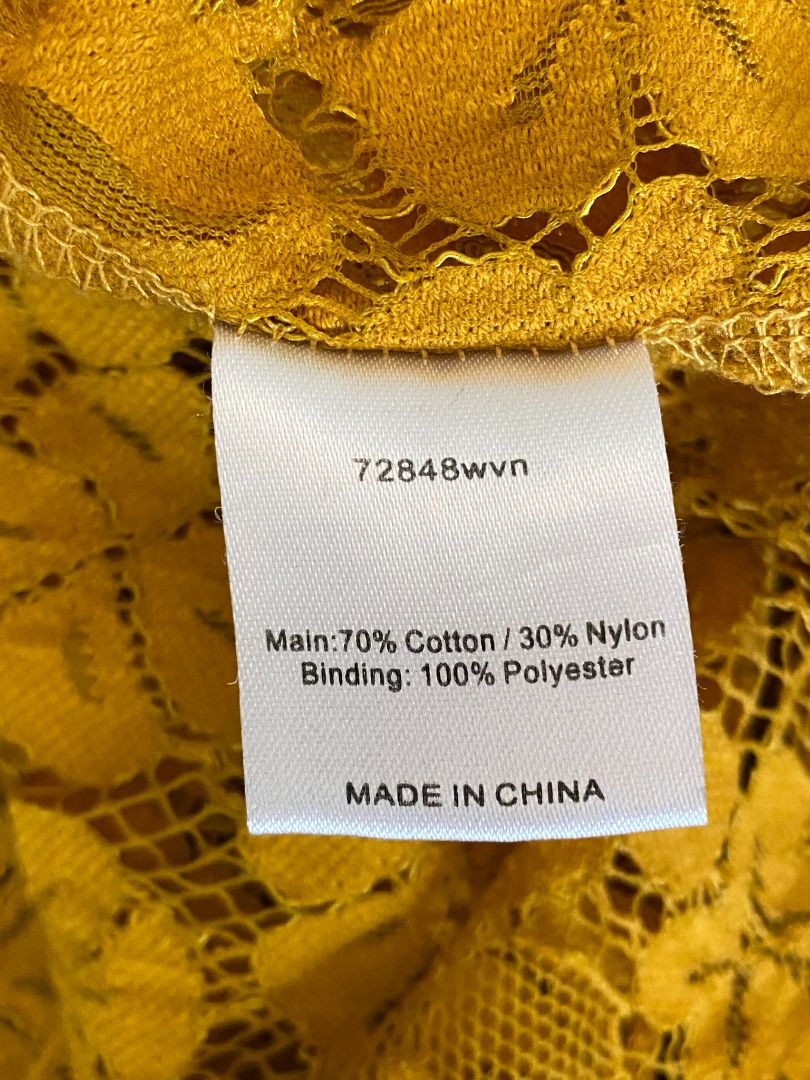 72848wvn
Main:70% Cotton / 30% Nylon
Binding: 100% Polyester
MADE IN CHINA